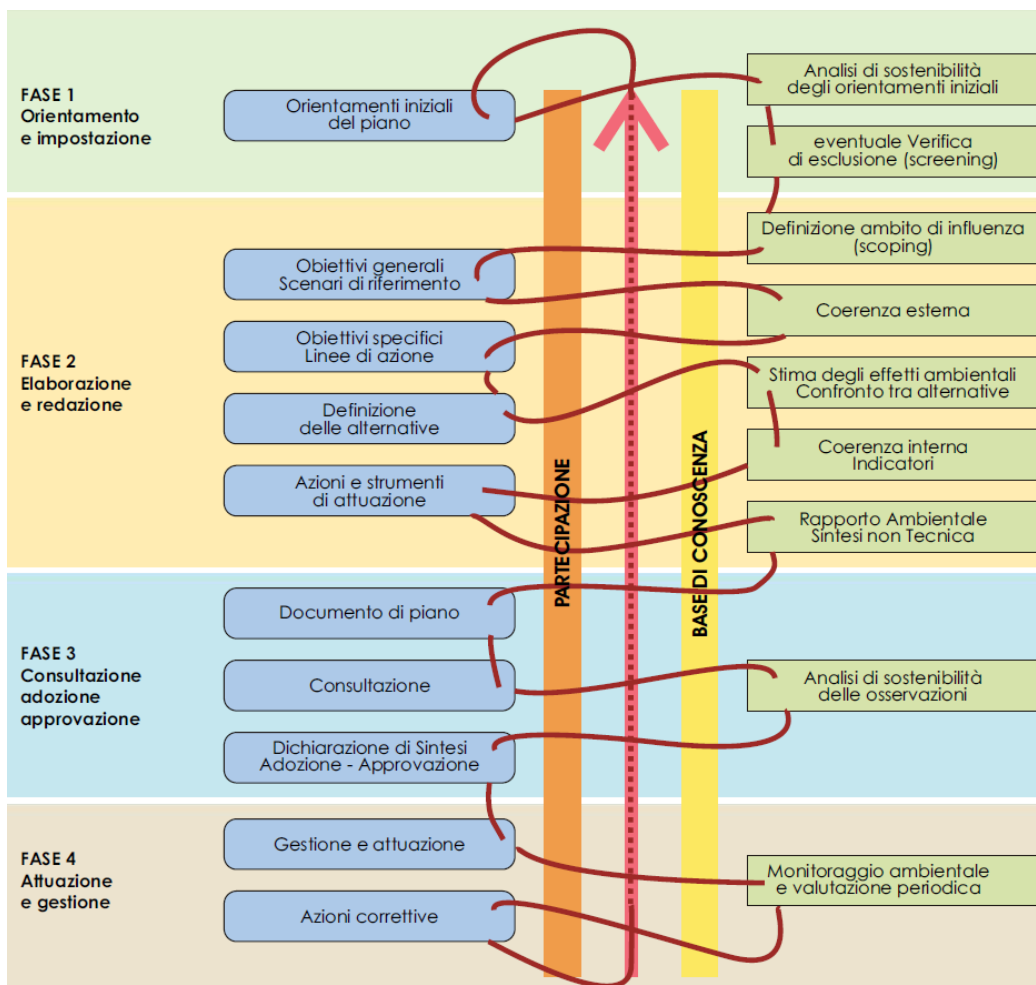 FASE 1
Orientamento
e impostazione
Orientamenti iniziali
del piano
Analisi di sostenibilità
degli orientamenti iniziali
eventuale Verifica
di esclusione (screening)
FASE 2
Elaborazione
e redazione
Definizione ambito di influenza
(scoping)
Obiettivi generali
Scenari di riferimento
Coerenza esterna
Obiettivi specifici
Linee di azione
Stima degli effetti ambientali
Confronto tra alternative
Definizione
delle alternative
Coerenza interna
Indicatori
Azioni e strumenti
di attuazione
Rapporto Ambientale
Sintesi non Tecnica
PARTECIPAZIONE
BASE DI CONOSCENZA
FASE 3
Consultazione
adozione
approvazione
Documento di piano
Consultazione
Analisi di sostenibilità
delle osservazioni
Dichiarazione di Sintesi
Adozione - Approvazione
FASE 4
Attuazione
e gestione
Gestione e attuazione
Monitoraggio ambientale
e valutazione periodica
Azioni correttive